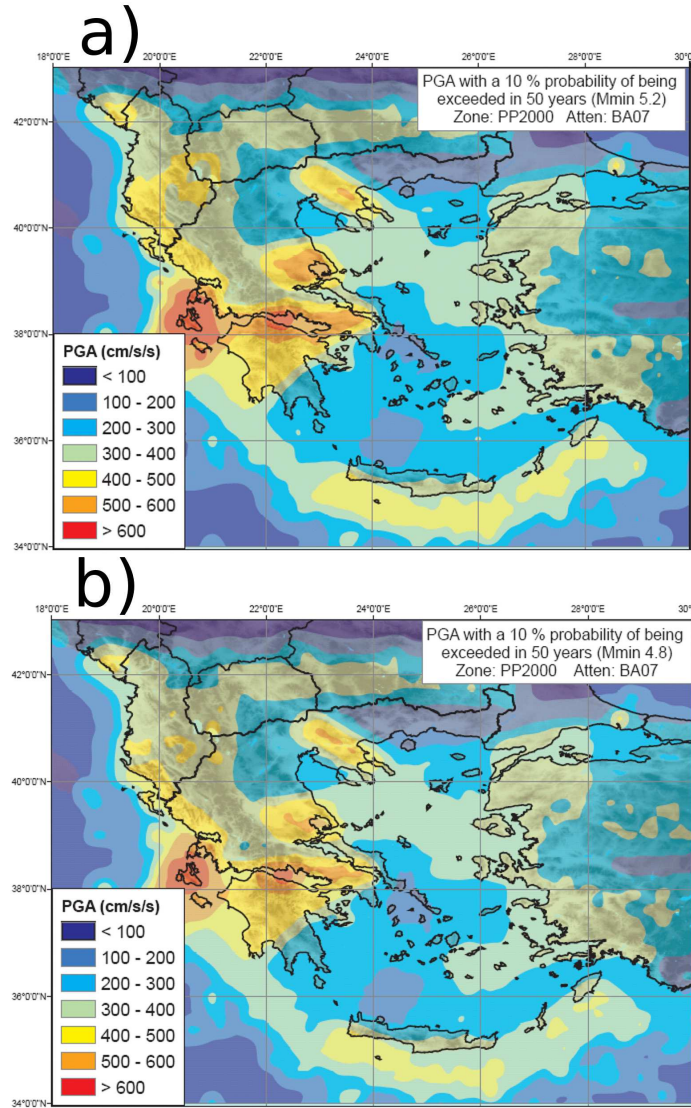 a)
18°0'0"E 20°0'0"E 22°0'0"E 24°0'0"E 26°0'0"E 28°0'0"E
PGA with a 10 % probability of being
exceeded in 50 years (Mmin 5.2)
Zone: PP2000 Atten: BA07
42°0'0"N
40°0'0"N
38°0'0"N
36°0'0"N
34°0'0"N
PGA (cm/s/s)
< 100
100 - 200
200 - 300
300 - 400
400 - 500
500 - 600
> 600
b)
18°0'0"E 20°0'0"E 22°0'0"E 24°0'0"E 26°0'0"E 28°0'0"E
PGA with a 10 % probability of being
exceeded in 50 years (Mmin 4.8)
Zone: PP2000 Atten: BA07
42°0'0"N
40°0'0"N
38°0'0"N
36°0'0"N
34°0'0"N
PGA (cm/s/s)
< 100
100 - 200
200 - 300
300 - 400
400 - 500
500 - 600
> 600